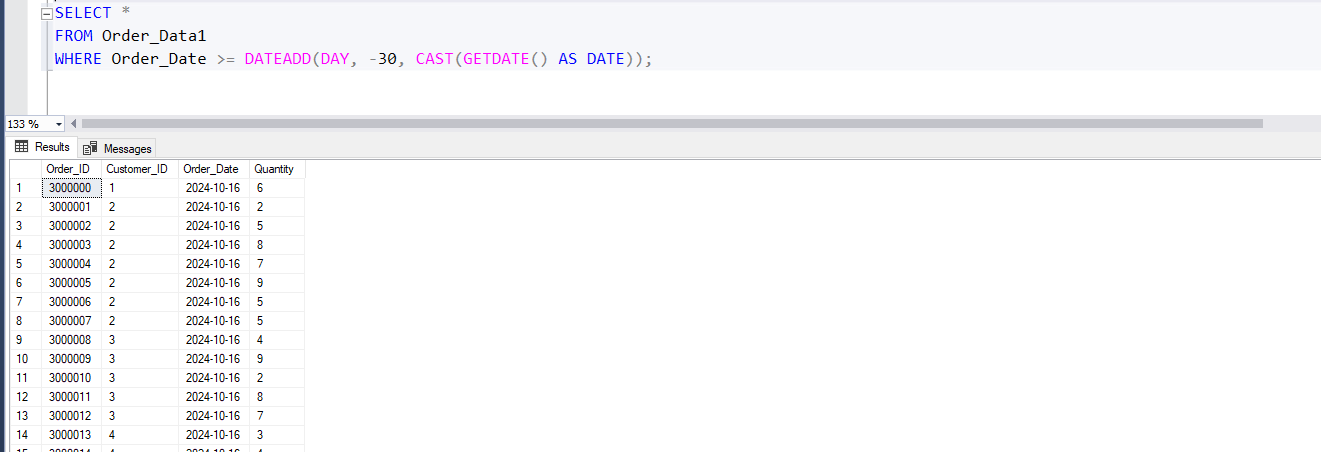 SELECT *
FROM Order_Data1
WHERE Order_Date >= DATEADD(DAY, -30, CAST(GETDATE() AS DATE));
133 %
Results Messages
Order_ID Customer_ID Order_Date Quantity
1 3000000 1 2024-10-16 6
2 3000001 2 2024-10-16 2
3 3000002 2 2024-10-16 5
4 3000003 2 2024-10-16 8
5 3000004 2 2024-10-16 7
6 3000005 2 2024-10-16 9
7 3000006 2 2024-10-16 5
8 3000007 2 2024-10-16 5
9 3000008 3 2024-10-16 4
10 3000009 3 2024-10-16 9
11 3000010 3 2024-10-16 2
12 3000011 3 2024-10-16 8
13 3000012 3 2024-10-16 7
14 3000013 4 2024-10-16 3